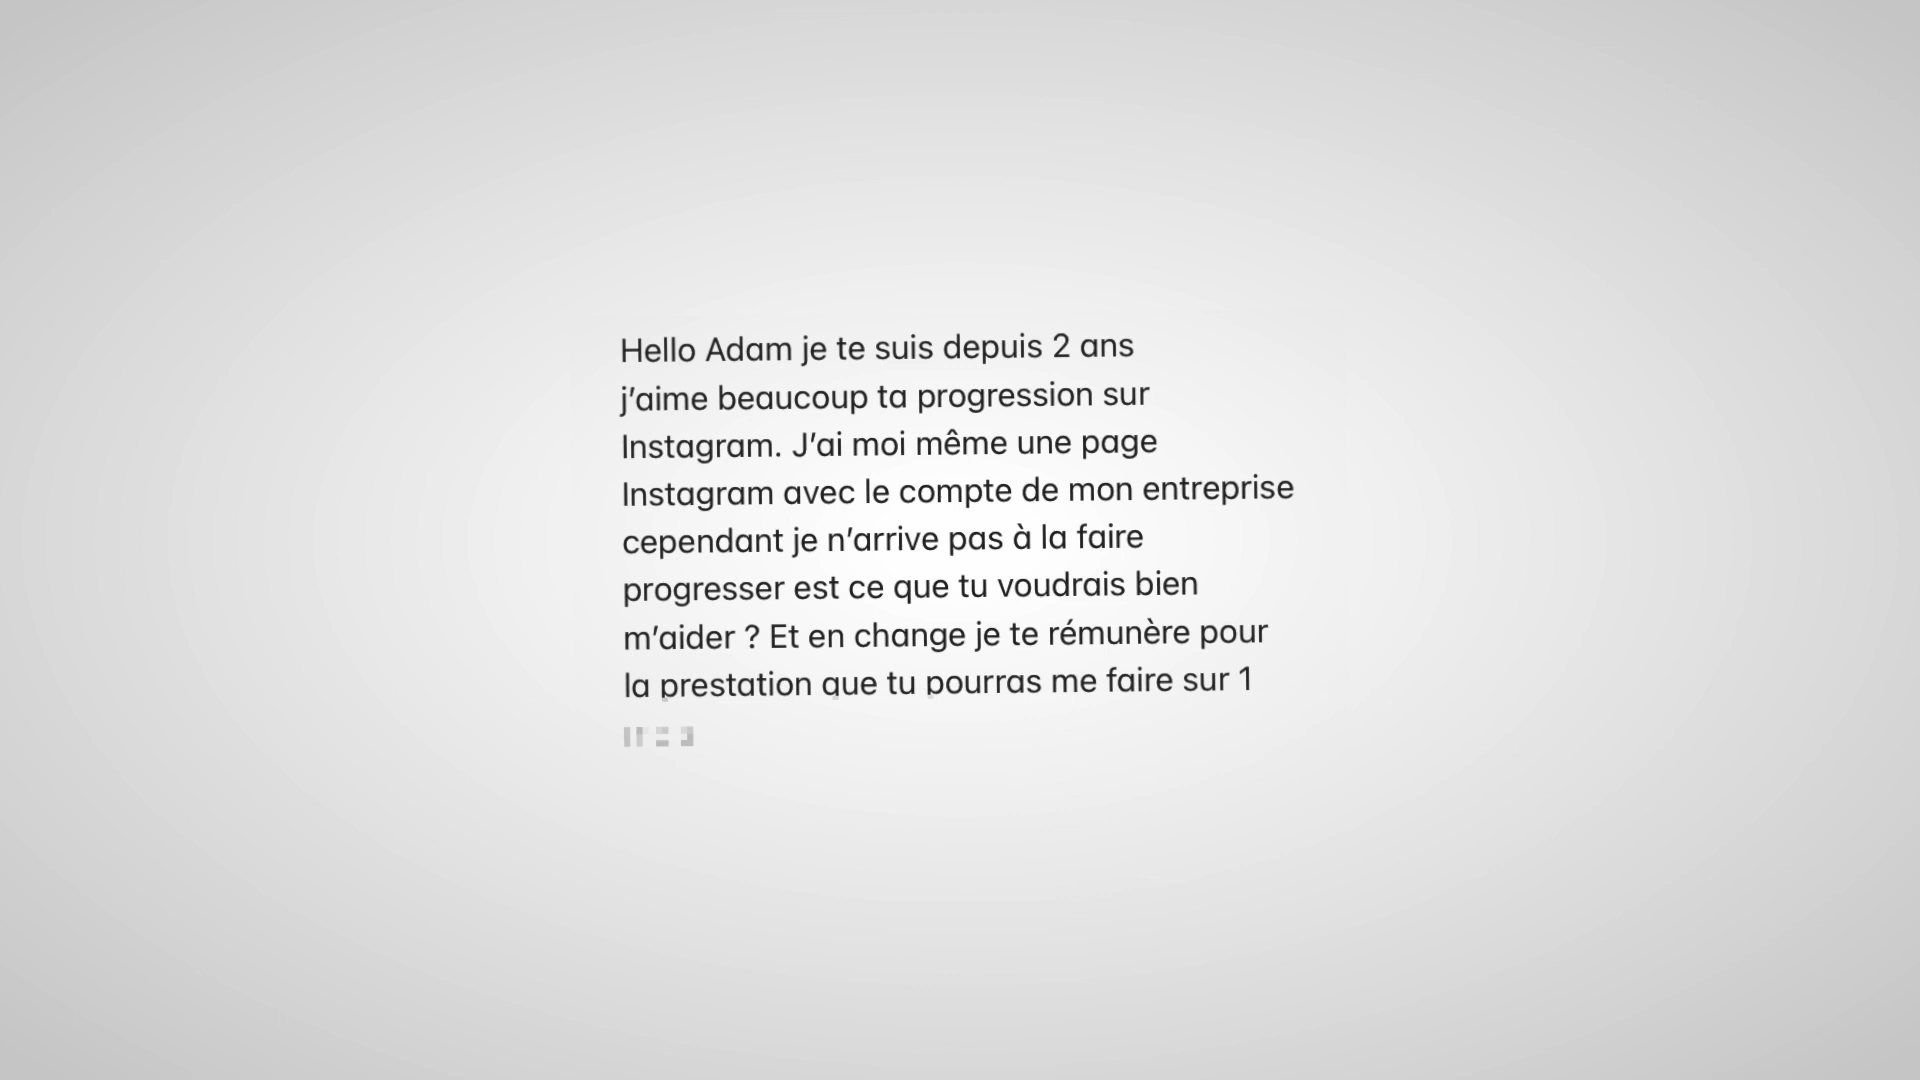 Hello Adam je te suis depuis 2 ans
j’aime beaucoup ta progression sur
Instagram. J’ai moi même une page
Instagram avec le compte de mon entreprise
cependant je n’arrive pas à la faire
progresser est ce que tu voudrais bien
m’aider ? Et en change je te rémunère pour
la prestation que tu pourras me faire sur 1